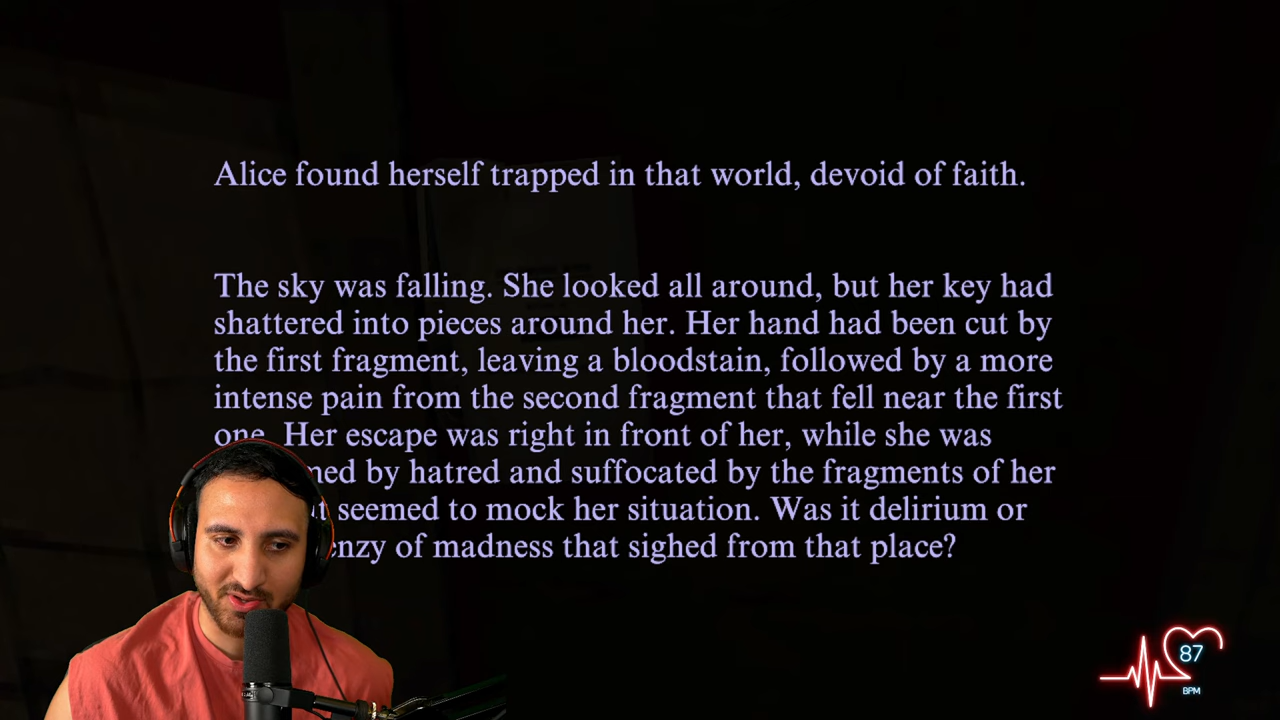 Alice found herself trapped in that world, devoid of faith.
The sky was falling. She looked all around, but her key had
shattered into pieces around her. Her hand had been cut by
the first fragment, leaving a bloodstain, followed by a more
intense pain from the second fragment that fell near the first
one. Her escape was right in front of her, while she was
by hatred and suffocated by the fragments of her
seemed to mock her situation. Was it delirium or
of madness that sighed from that place?
87
BPM